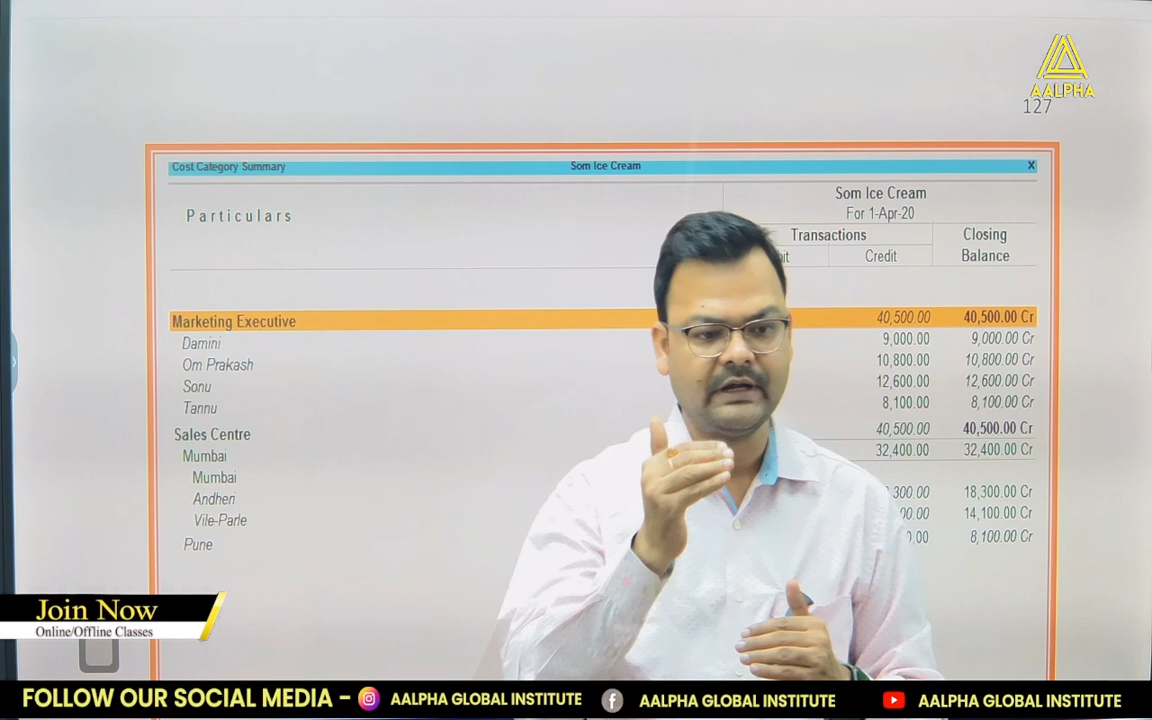 AALPHA
127
Cost Category Summary Som Ice Cream X
Particulars Som Ice Cream
For 1-Apr-20
Transactions Closing
Credit Balance
Marketing Executive 40,500.00 40,500.00 Cr
Damini 9,000.00 9,000.00 Cr
Om Prakash 10,800.00 10,800.00 Cr
Sonu 12,600.00 12,600.00 Cr
Tannu 8,100.00 8,100.00 Cr
Sales Centre 40,500.00 40,500.00 Cr
Mumbai 32,400.00 32,400.00 Cr
Mumbai
Andheri 18,300.00 Cr
Vile-Parle 14,100.00 Cr
Pune 8,100.00 Cr
Join Now
Online/Offline Classes
FOLLOW OUR SOCIAL MEDIA - AALPHA GLOBAL INSTITUTE AALPHA GLOBAL INSTITUTE AALPHA GLOBAL INSTITUTE